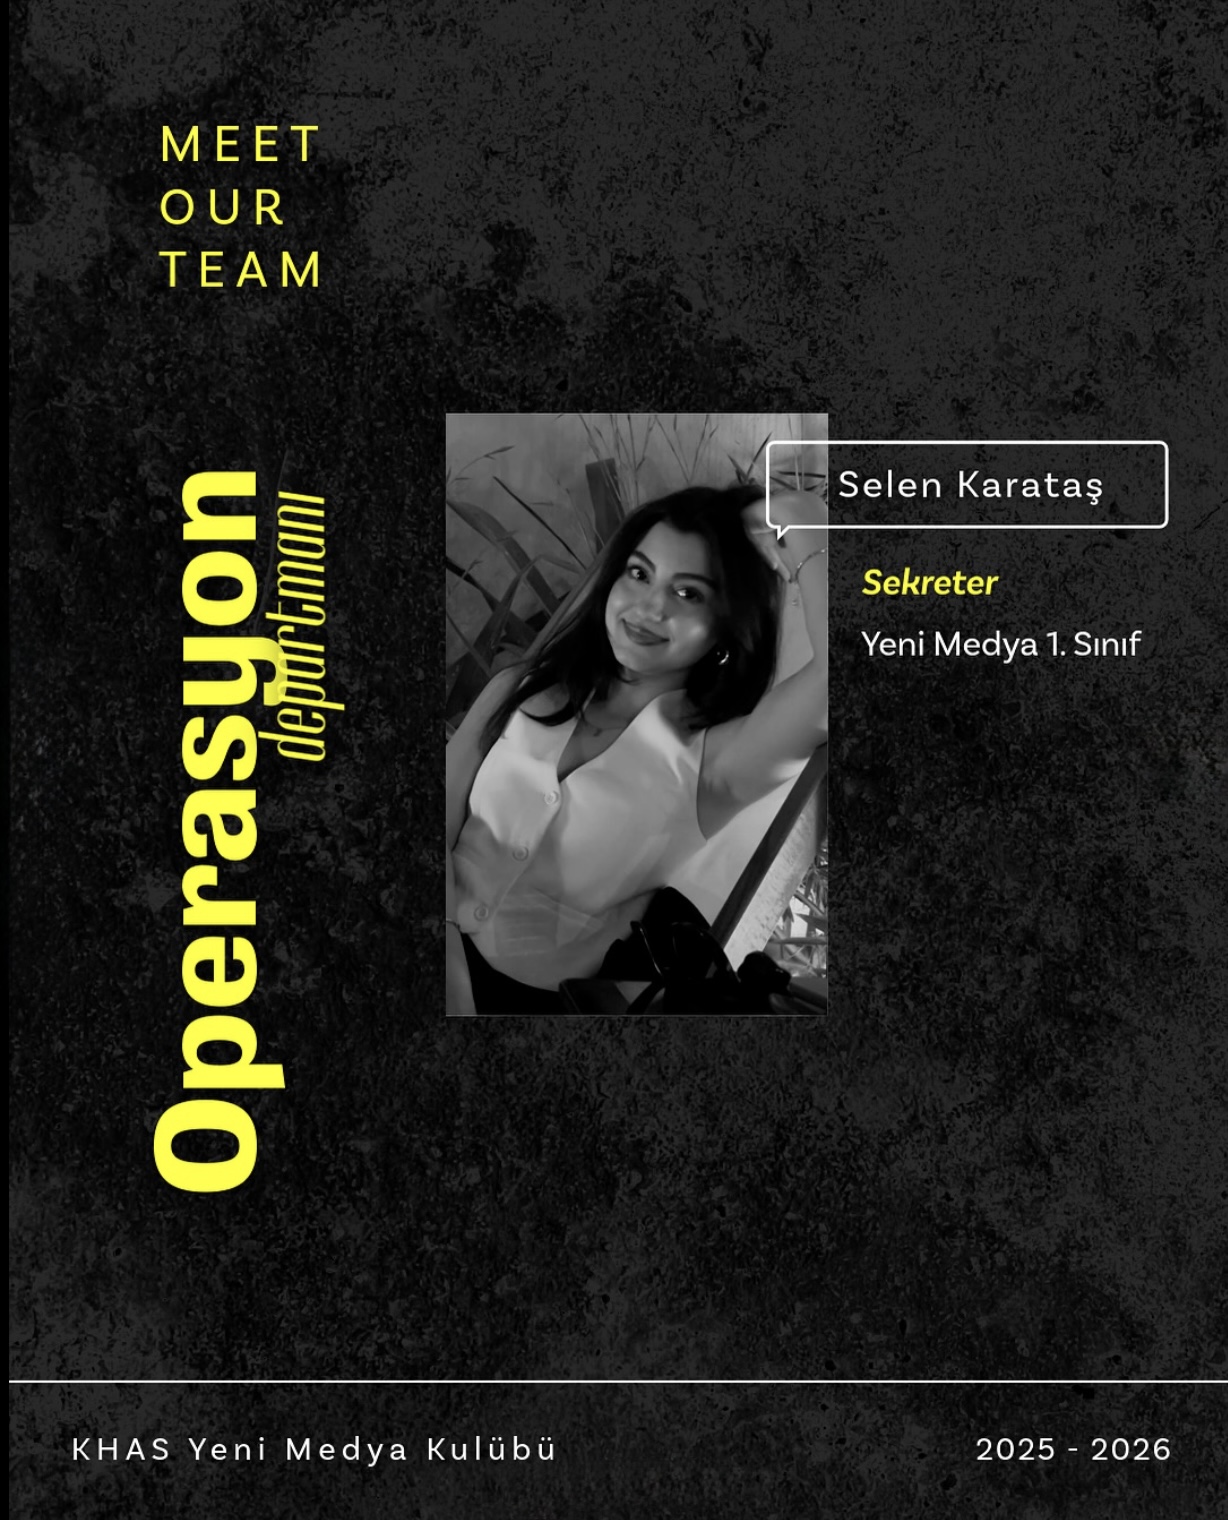 MEET
OUR
TEAM
Operasyon
departmanı
Selen Karataş
Sekreter
Yeni Medya 1. Sınıf
KHAS Yeni Medya Kulübü
2025 - 2026